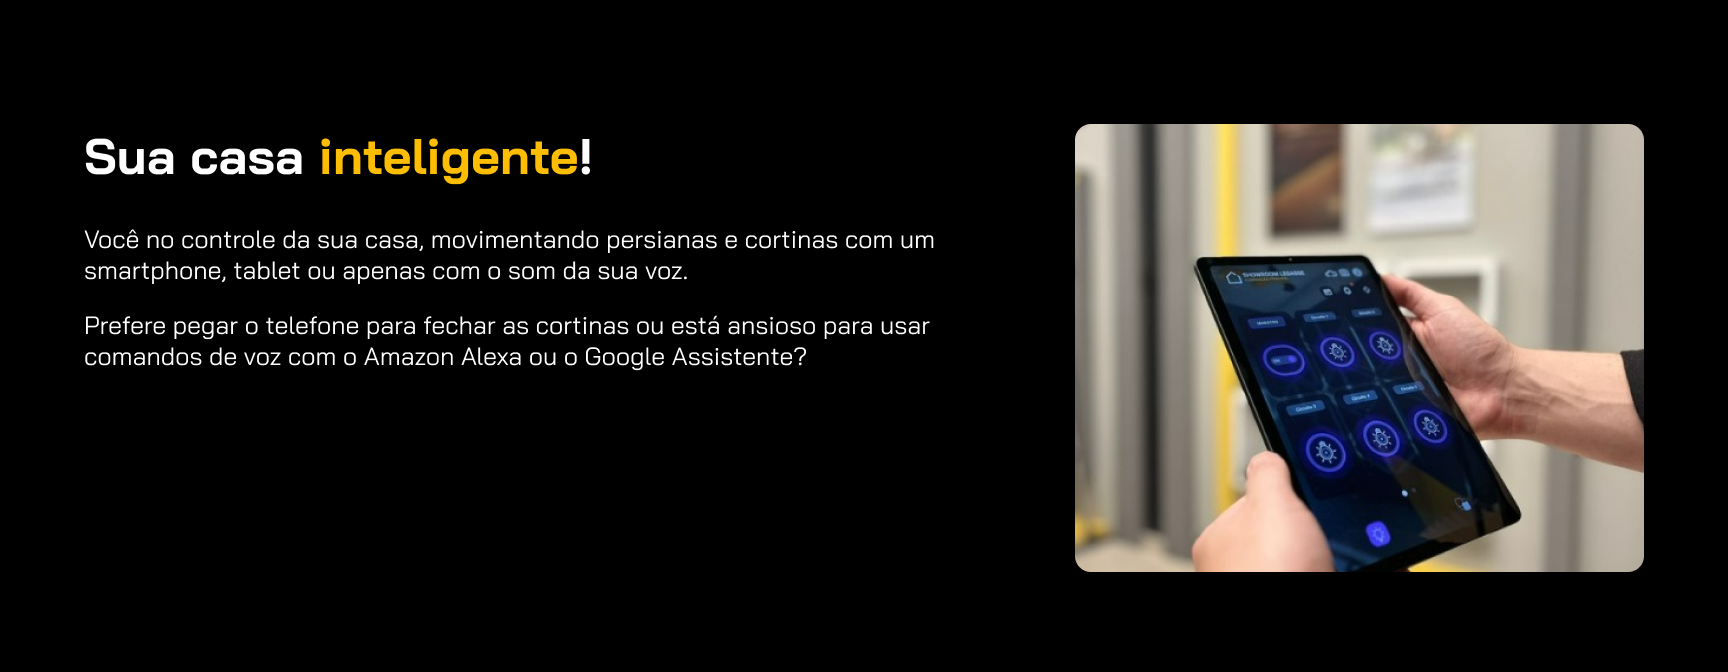 Sua casa inteligente!
Você no controle da sua casa, movimentando persianas e cortinas com um
smartphone, tablet ou apenas com o som da sua voz.
Prefere pegar o telefone para fechar as cortinas ou está ansioso para usar
comandos de voz com o Amazon Alexa ou o Google Assistente?
SHOWROOM